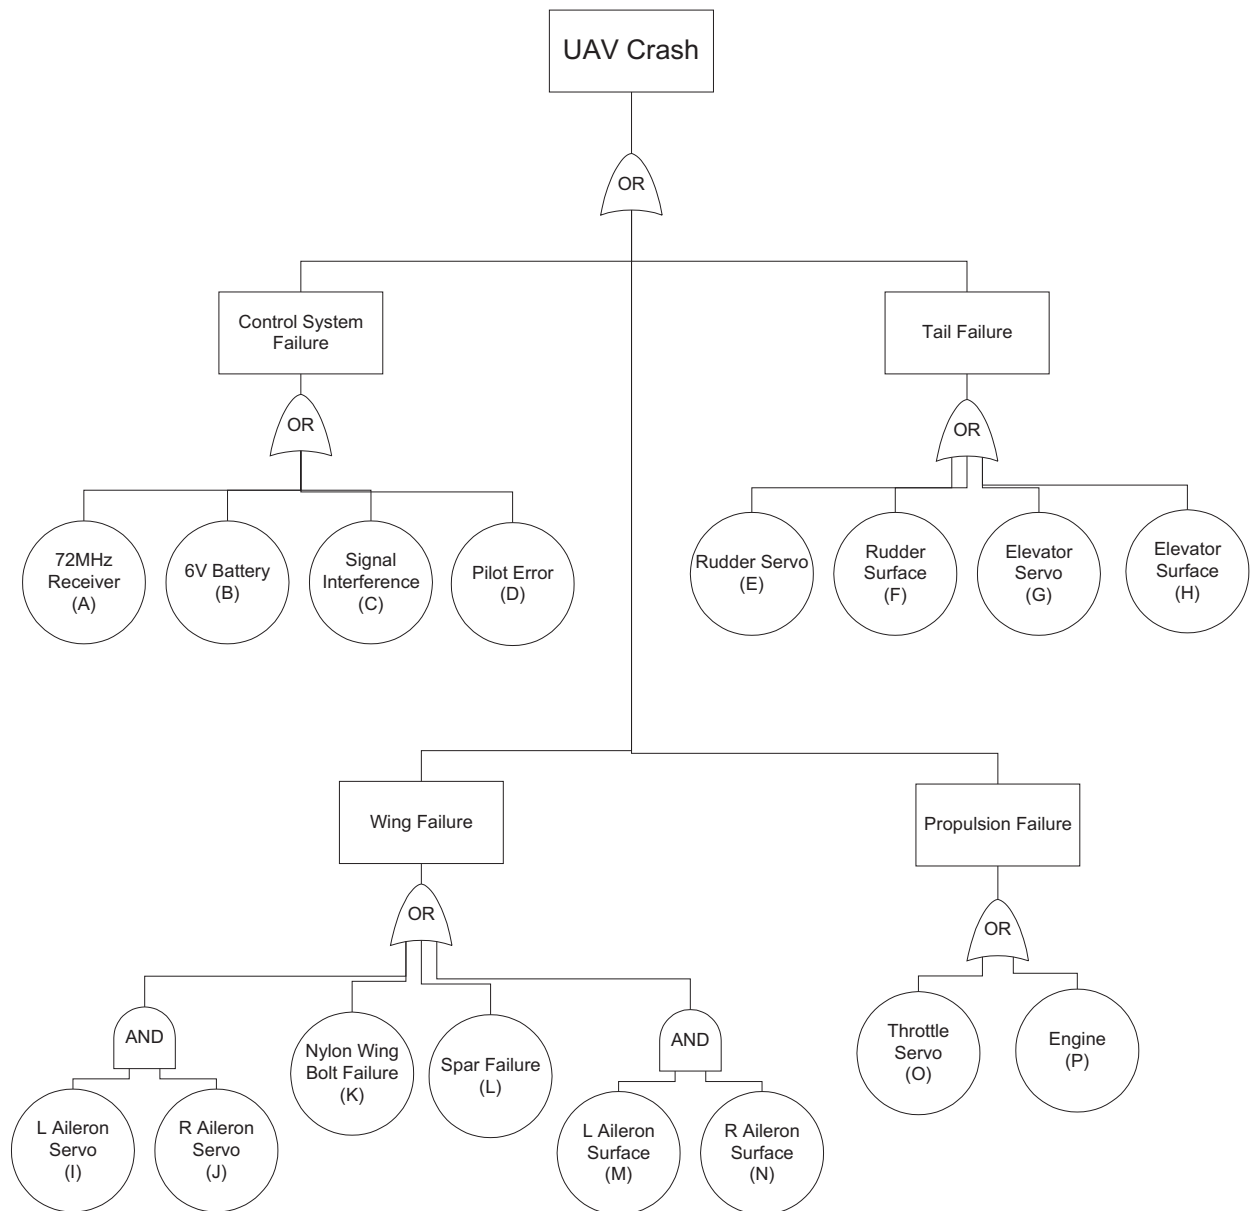 UAV Crash
OR
Control System
Failure
Tail Failure
OR
OR
72MHz
Receiver
(A)
6V Battery
(B)
Signal
Interference
(C)
Pilot Error
(D)
Rudder Servo
(E)
Rudder
Surface
(F)
Elevator
Servo
(G)
Elevator
Surface
(H)
Wing Failure
Propulsion Failure
OR
OR
AND
Nylon Wing
Bolt Failure
(K)
Spar Failure
(L)
AND
Throttle
Servo
(O)
Engine
(P)
L Aileron
Servo
(I)
R Aileron
Servo
(J)
L Aileron
Surface
(M)
R Aileron
Surface
(N)